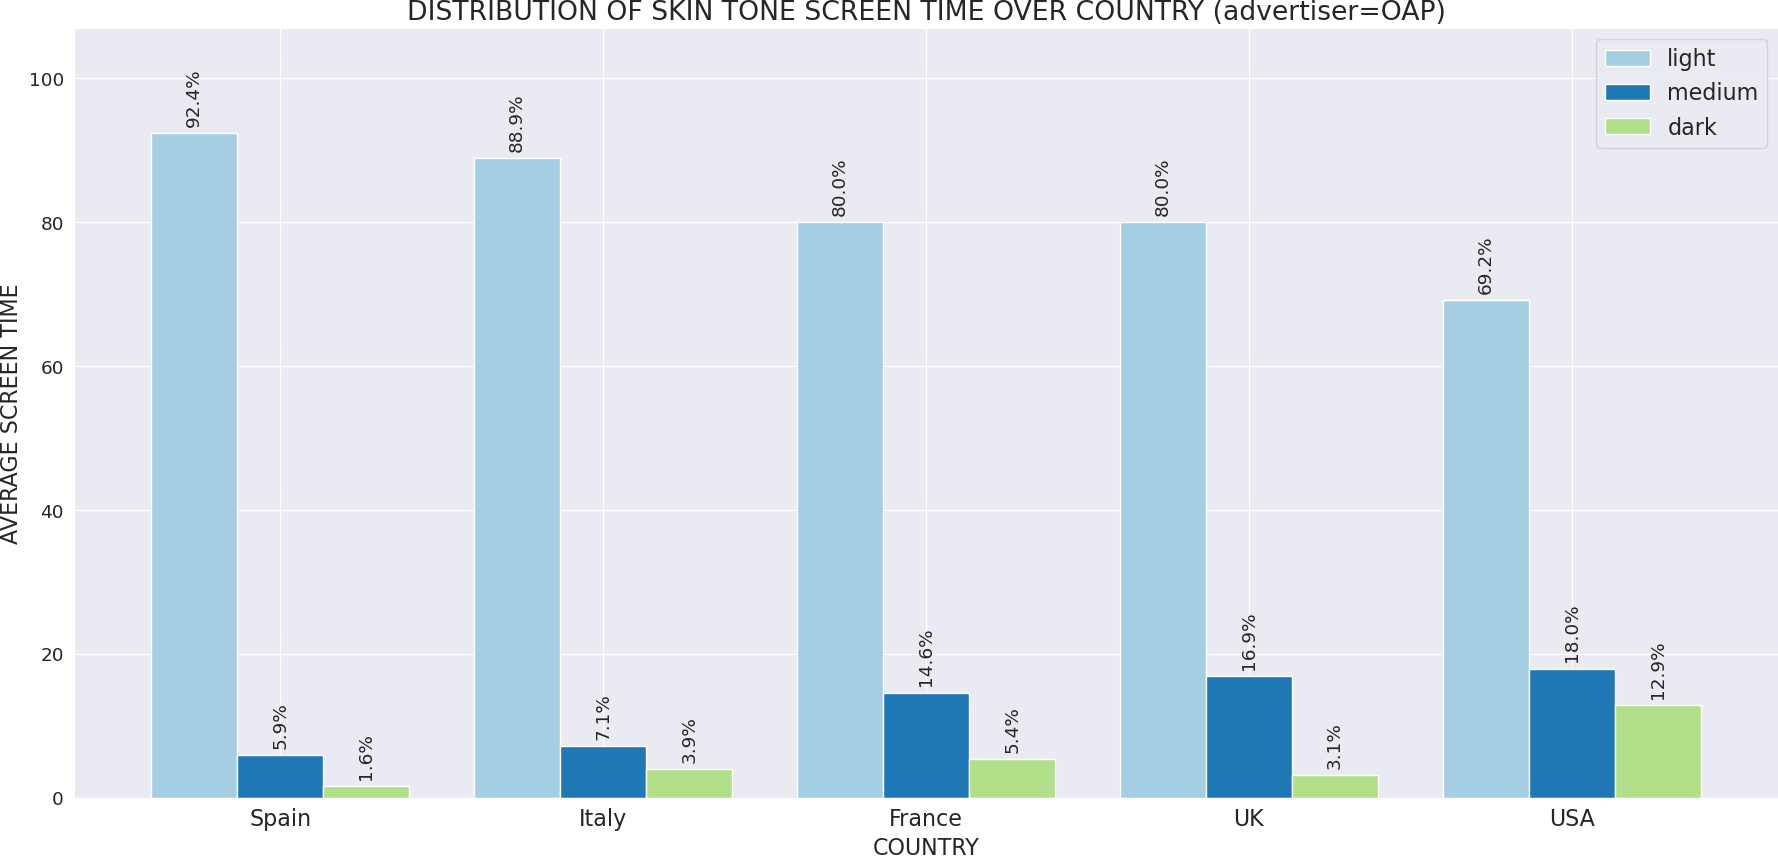 DISTRIBUTION OF SKIN TONE SCREEN TIME OVER COUNTRY (advertiser=OAP)
light
medium
dark
AVERAGE SCREEN TIME
100
80
60
40
20
0
92.4%
5.9%
1.6%
88.9%
7.1%
3.9%
80.0%
14.6%
5.4%
80.0%
16.9%
3.1%
69.2%
18.0%
12.9%
Spain
Italy
France
UK
USA
COUNTRY